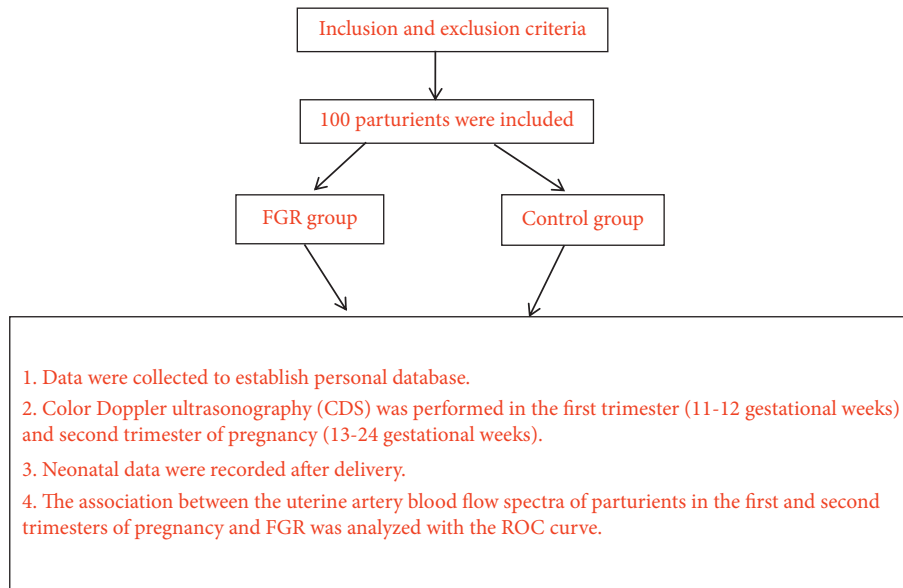 Inclusion and exclusion criteria
100 parturients were included
FGR group
Control group
1. Data were collected to establish personal database.
2. Color Doppler ultrasonography (CDS) was performed in the first trimester (11-12 gestational weeks)
and second trimester of pregnancy (13-24 gestational weeks).
3. Neonatal data were recorded after delivery.
4. The association between the uterine artery blood flow spectra of parturients in the first and second
trimesters of pregnancy and FGR was analyzed with the ROC curve.